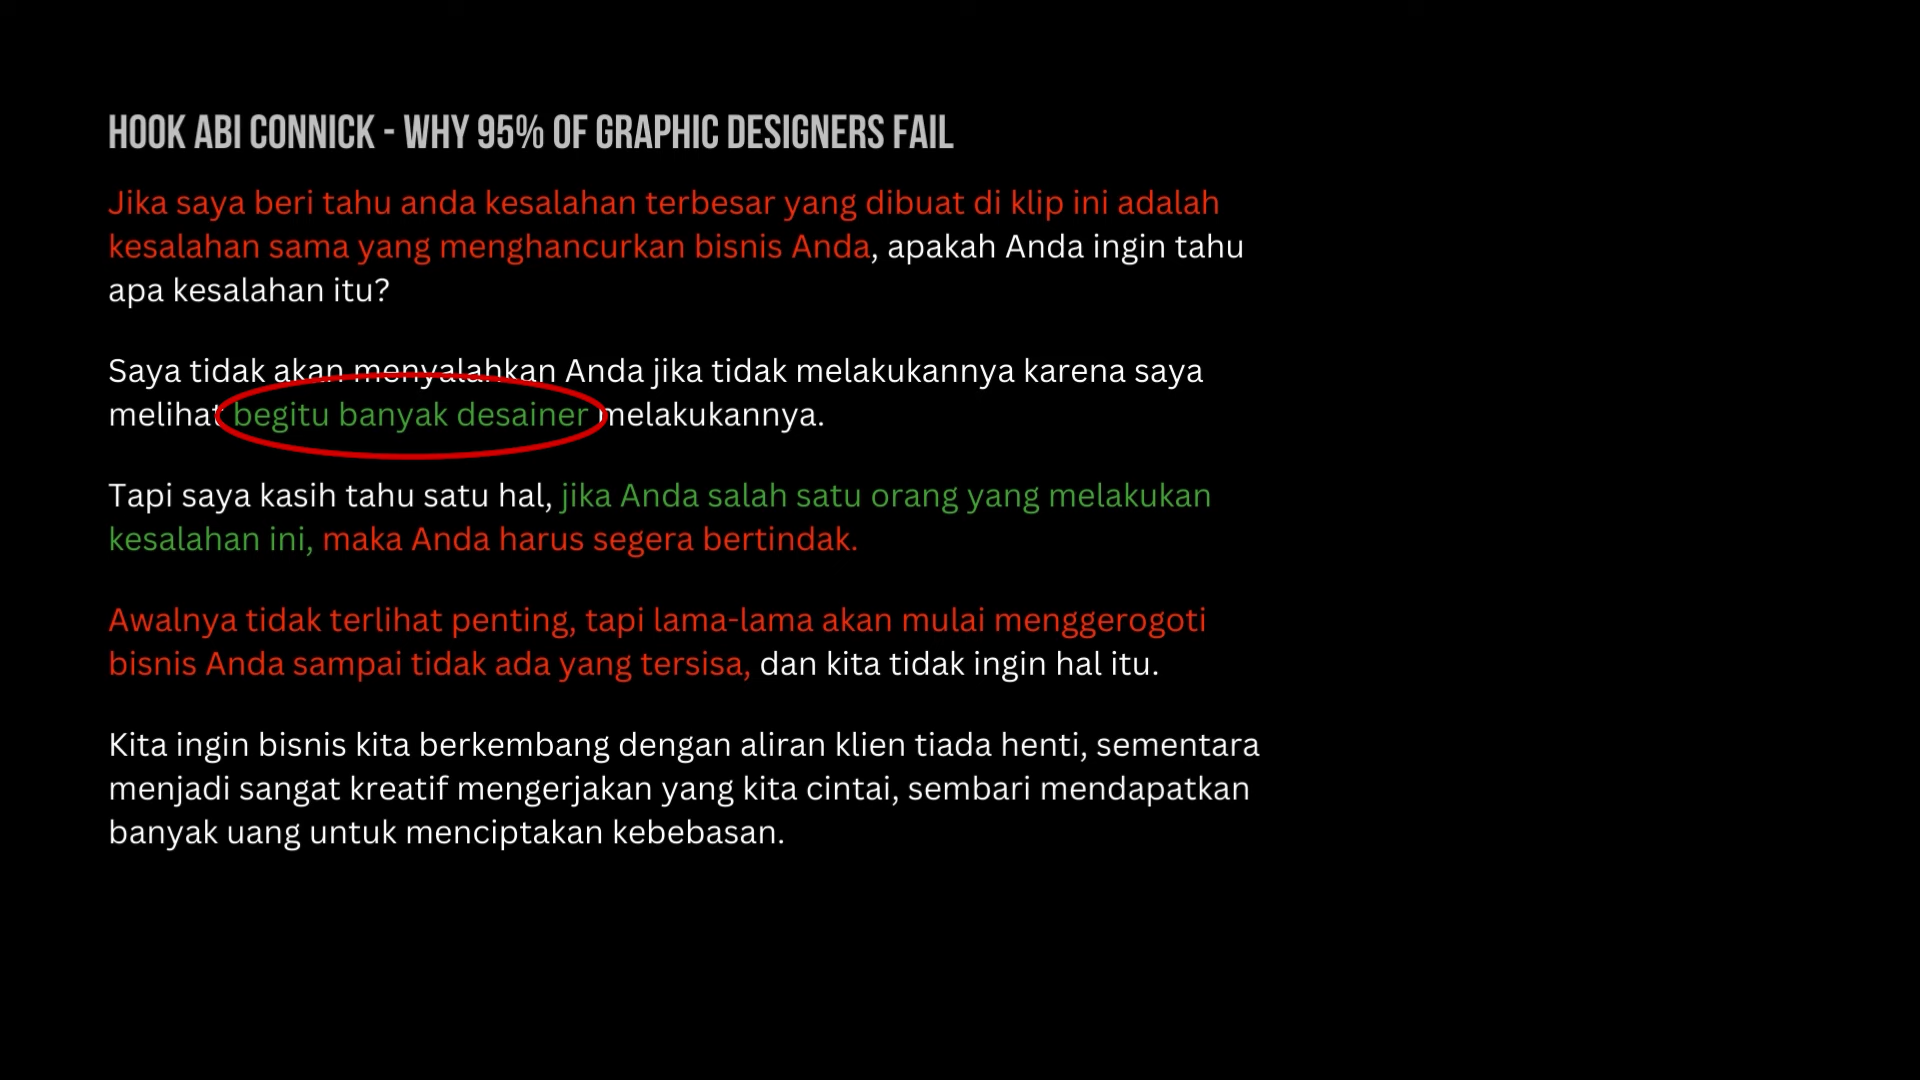 HOOK ABI CONNICK - WHY 95% OF GRAPHIC DESIGNERS FAIL
Jika saya beri tahu anda kesalahan terbesar yang dibuat di klip ini adalah
kesalahan sama yang menghancurkan bisnis Anda, apakah Anda ingin tahu
apa kesalahan itu?
Saya tidak akan menyalahkan Anda jika tidak melakukannya karena saya
melihat begitu banyak desainer melakukannya.
Tapi saya kasih tahu satu hal, jika Anda salah satu orang yang melakukan
kesalahan ini, maka Anda harus segera bertindak.
Awalnya tidak terlihat penting, tapi lama-lama akan mulai menggerogoti
bisnis Anda sampai tidak ada yang tersisa, dan kita tidak ingin hal itu.
Kita ingin bisnis kita berkembang dengan aliran klien tiada henti, sementara
menjadi sangat kreatif mengerjakan yang kita cintai, sembari mendapatkan
banyak uang untuk menciptakan kebebasan.